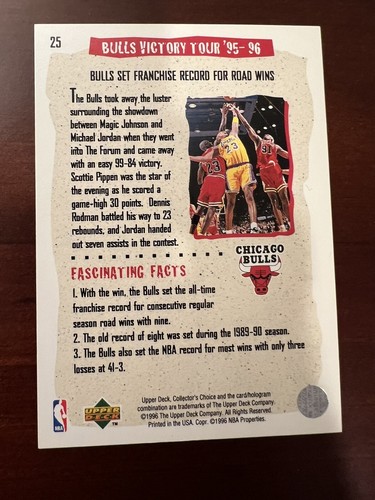 25
BULLS VICTORY TOUR '95-96
BULLS SET FRANCHISE RECORD FOR ROAD WINS
The Bulls took away the luster
surrounding the showdown
between Magic Johnson and
Michael Jordan when they went
into The Forum and came away
with an easy 99-84 victory.
Scottie Pippen was the star of
the evening as he scored a
game-high 30 points. Dennis
Rodman battled his way to 23
rebounds, and Jordan handed
out seven assists in the contest.
23
33
91
CHICAGO
BULLS
FASCINATING FACTS
1. With the win, the Bulls set the all-time
franchise record for consecutive regular
season road wins with nine.
2. The old record of eight was set during the 1989-90 season.
3. The Bulls also set the NBA record for most wins with only three
losses at 41-3.
NBA
UPPER
DECK
TM
Upper Deck, Collector's Choice and the card/hologram
combination are trademarks of The Upper Deck Company.
©1996 The Upper Deck Company. All Rights Reserved.
Printed in the USA. Copr. ©1996 NBA Properties.